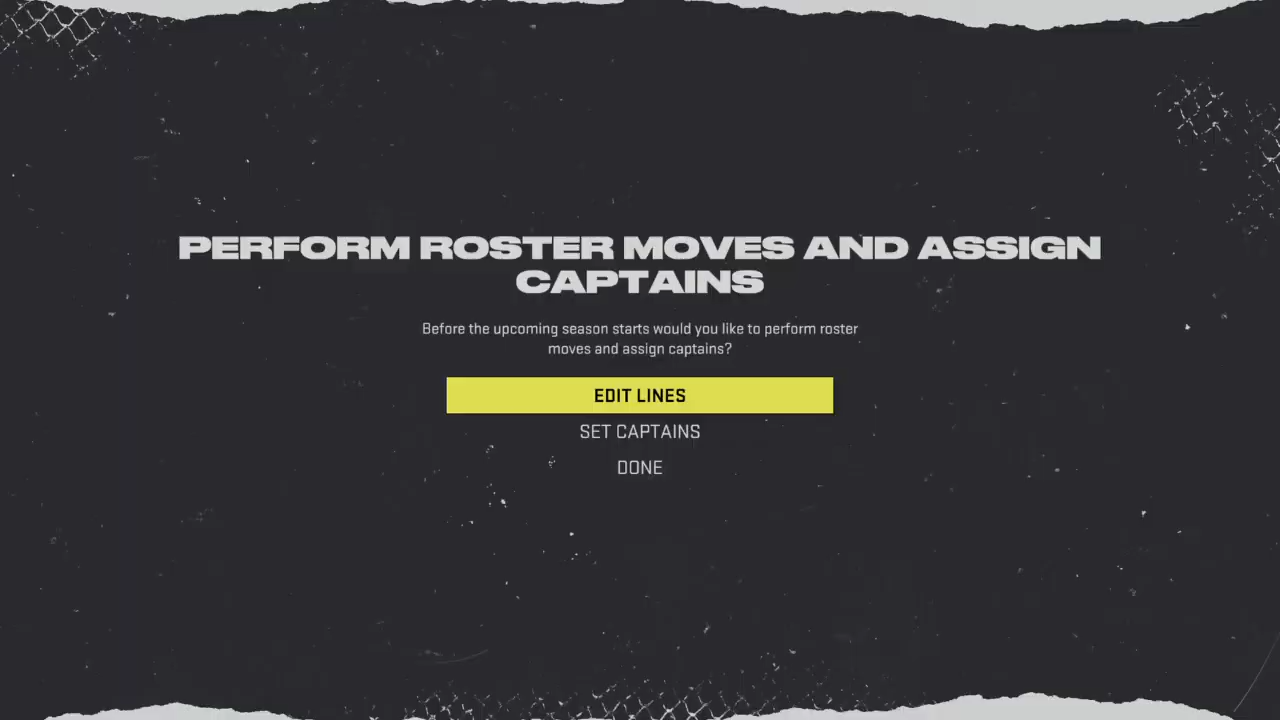 PERFORM ROSTER MOVES AND ASSIGN
CAPTAINS
Before the upcoming season starts would you like to perform roster
moves and assign captains?
EDIT LINES
SET CAPTAINS
DONE